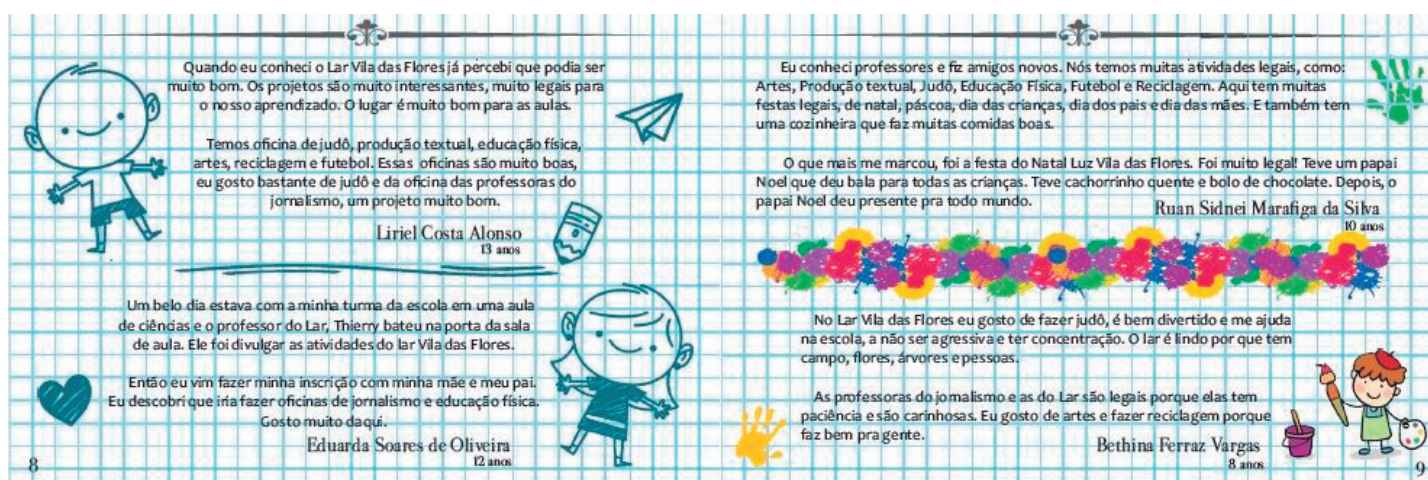 Quando eu conheci o Lar Vila das Flores já percebi que podia ser
muito bom. Os projetos são muito interessantes, muito legais para
o nosso aprendizado. O lugar é muito bom para as aulas.
Temos oficina de judô, produção textual, educação física,
artes, reciclagem e futebol. Essas oficinas são muito boas,
eu gosto bastante de judô e da oficina das professoras do
jornalismo, um projeto muito bom.
Liriel Costa Alonso
13 anos
Um belo dia estava com a minha turma da escola em uma aula
de ciências e o professor do Lar, Thierry bateu na porta da sala
de aula. Ele foi divulgar as atividades do lar Vila das Flores.
Então eu vim fazer minha inscrição com minha mãe e meu pai.
Eu descobri que iria fazer oficinas de jornalismo e educação física.
Gosto muito daqui.
Eduarda Soares de Oliveira
12 anos
8
Eu conheci professores e fiz amigos novos. Nós temos muitas atividades legais, como:
Artes, Produção textual, Judô, Educação Física, Futebol e Reciclagem. Aqui tem muitas
festas legais, de natal, páscoa, dia das crianças, dia dos pais e dia das mães. E também tem
uma cozinheira que faz muitas comidas boas.
O que mais me marcou, foi a festa do Natal Luz Vila das Flores. Foi muito legal! Teve um papai
Noel que deu bala para todas as crianças. Teve cachorrinho quente e bolo de chocolate. Depois, o
papai Noel deu presente pra todo mundo.
Ruan Sidnei Marafiga da Silva
10 anos
No Lar Vila das Flores eu gosto de fazer judô, é bem divertido e me ajuda
na escola, a não ser agressiva e ter concentração. O lar é lindo por que tem
campo, flores, árvores e pessoas.
As professoras do jornalismo e as do Lar são legais porque elas tem
paciência e são carinhosas. Eu gosto de artes e fazer reciclagem porque
faz bem pra gente.
Bethina Ferraz Vargas
8 anos
9